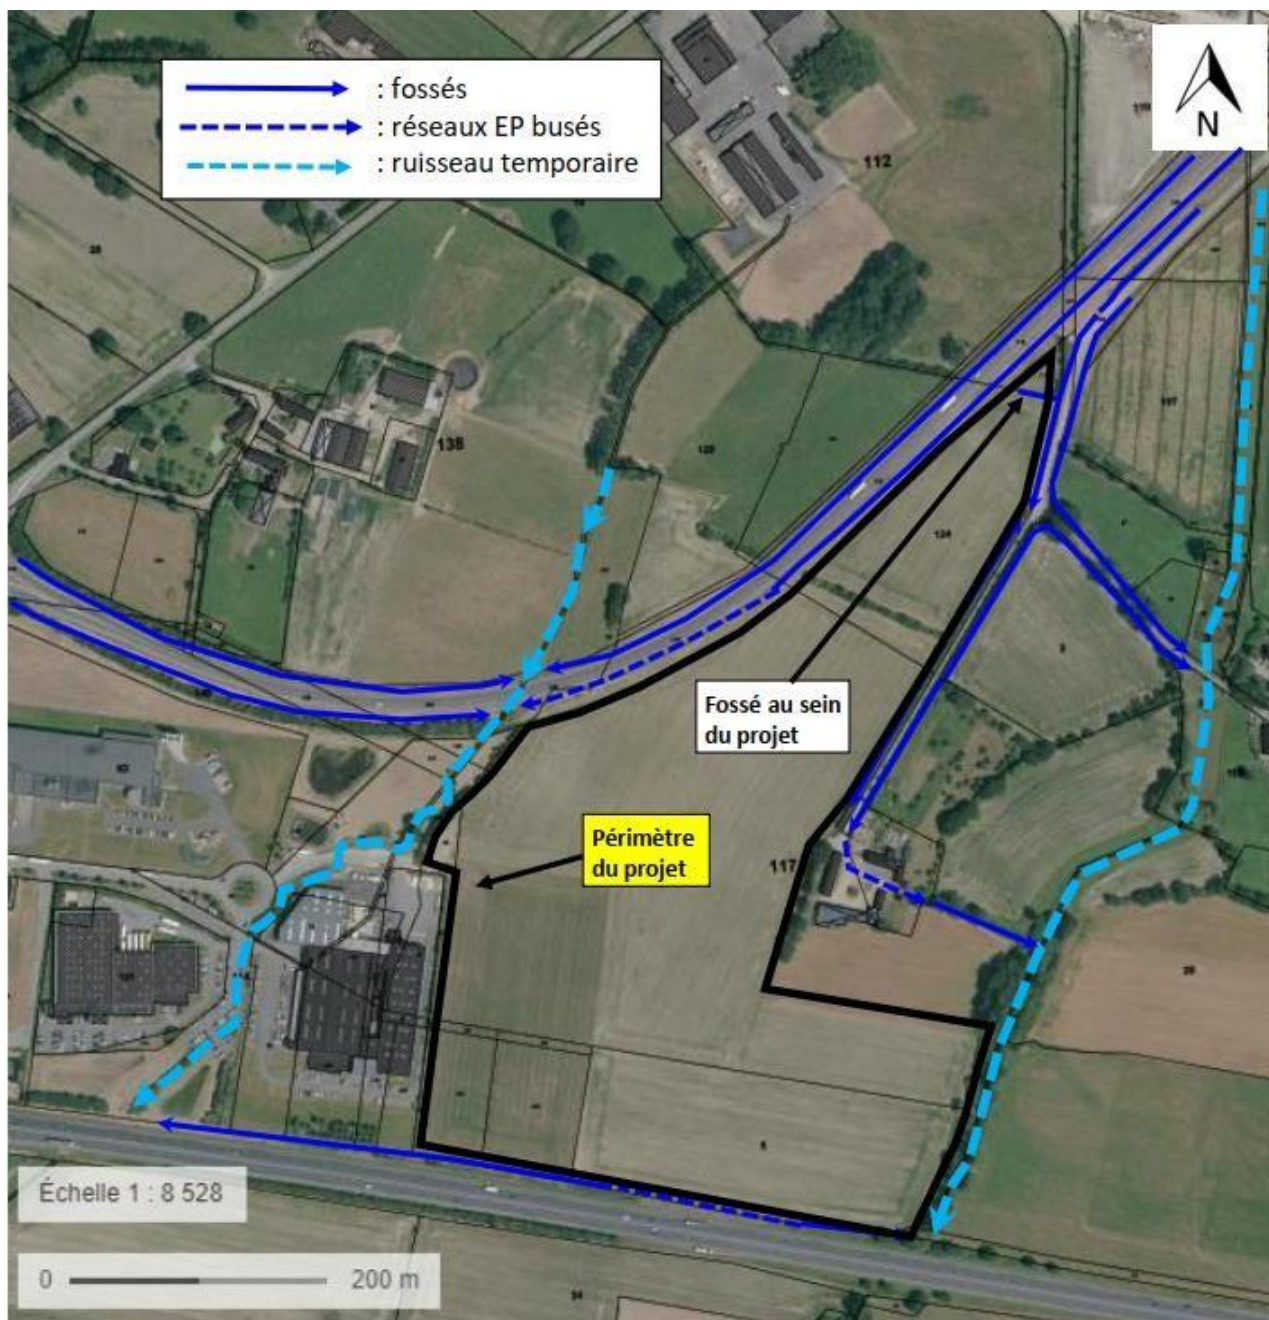 : fossés
: réseaux EP busés
: ruisseau temporaire
N
112
138
124
Fossé au sein
du projet
Périmètre
du projet
117
Échelle 1 : 8 528
0 200 m